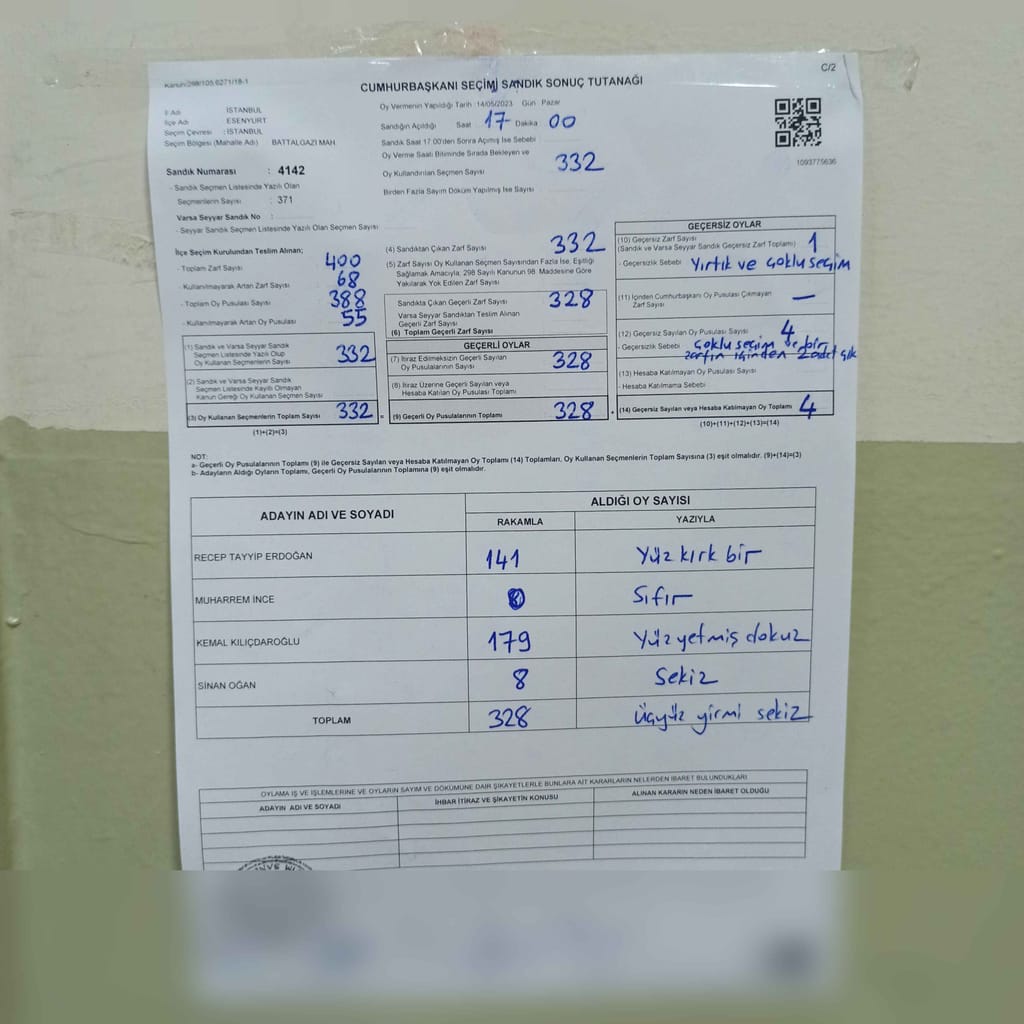 Kanun/298/105.6271/18-1
C/2
CUMHURBAŞKANI SEÇİMİ SANDIK SONUÇ TUTANAĞI
İl Adı İSTANBUL
İlçe Adı ESENYURT
Seçim Çevresi : İSTANBUL
Seçim Bölgesi (Mahalle Adı) BATTALGAZİ MAH.
Sandık Numarası : 4142
- Sandık Seçmen Listesinde Yazılı Olan
Seçmenlerin Sayısı : 371
Varsa Seyyar Sandık No :
- Seyyar Sandık Seçmen Listesinde Yazılı Olan Seçmen Sayısı
Oy Vermenin Yapıldığı Tarih :14/05/2023 Gün Pazar
Sandığın Açıldığı Saat 17 Dakika 00
Sandık Saat 17:00'den Sonra Açılmış İse Sebebi
Oy Verme Saati Bitiminde Sırada Bekleyen ve
Oy Kullandırılan Seçmen Sayısı 332
Birden Fazla Sayım Döküm Yapılmış İse Sayısı
1093775636
İlçe Seçim Kurulundan Teslim Alınan;
- Toplam Zarf Sayısı 400
- Kullanılmayarak Artan Zarf Sayısı 68
- Toplam Oy Pusulası Sayısı 388
- Kullanılmayarak Artan Oy Pusulası 55
(1) Sandık ve Varsa Seyyar Sandık
Seçmen Listesinde Yazılı Olup
Oy Kullanan Seçmenlerin Sayısı 332
(2) Sandık ve Varsa Seyyar Sandık
Seçmen Listesinde Kayıtlı Olmayan
Kanun Gereği Oy Kullanan Seçmen Sayısı
(3) Oy Kullanan Seçmenlerin Toplam Sayısı 332 =
(1)+(2)=(3)
(4) Sandıktan Çıkan Zarf Sayısı 332
(5) Zarf Sayısı Oy Kullanan Seçmen Sayısından Fazla İse, Eşitliği
Sağlamak Amacıyla, 298 Sayılı Kanunun 98. Maddesine Göre
Yakılarak Yok Edilen Zarf Sayısı
Sandıkta Çıkan Geçerli Zarf Sayısı 328
Varsa Seyyar Sandıktan Teslim Alınan
Geçerli Zarf Sayısı
(6) Toplam Geçerli Zarf Sayısı
GEÇERLİ OYLAR
(7) İtiraz Edilmeksizin Geçerli Sayılan
Oy Pusulasının Sayısı 328
(8) İtiraz Üzerine Geçerli Sayılan veya
Hesaba Katılan Oy Pusulası Toplamı
(9) Geçerli Oy Pusulalarının Toplamı 328 +
GEÇERSİZ OYLAR
(10) Geçersiz Zarf Sayısı
(Sandık ve Varsa Seyyar Sandık Geçersiz Zarf Toplamı) 1
- Geçersizlik Sebebi Yırtık ve çoklu seçim
(11) İçinden Cumhurbaşkanı Oy Pusulası Çıkmayan
Zarf Sayısı —
(12) Geçersiz Sayılan Oy Pusulası Sayısı 4
- Geçersizlik Sebebi Çoklu seçim ve bir
zarfın içinden 2 adet
(13) Hesaba Katılmayan Oy Pusulası Sayısı
- Hesaba Katılmama Sebebi
(14) Geçersiz Sayılan veya Hesaba Katılmayan Oy Toplamı 4
(10)+(11)+(12)+(13)=(14)
NOT:
a- Geçerli Oy Pusulalarının Toplamı (9) ile Geçersiz Sayılan veya Hesaba Katılmayan Oy Toplamı (14) Toplamları, Oy Kullanan Seçmenlerin Toplam Sayısına (3) eşit olmalıdır. (9)+(14)=(3)
b- Adayların Aldığı Oyların Toplamı, Geçerli Oy Pusulalarının Toplamına (9) eşit olmalıdır.
ADAYIN ADI VE SOYADI ALDIĞI OY SAYISI
RAKAMLA YAZIYLA
RECEP TAYYİP ERDOĞAN 141 Yüz kırk bir
MUHARREM İNCE 0 Sıfır
KEMAL KILIÇDAROĞLU 179 Yüz yetmiş dokuz
SİNAN OĞAN 8 Sekiz
TOPLAM 328 Üçyüz yirmi sekiz
OYLAMA İŞ VE İŞLEMLERİNE VE OYLARIN SAYIM VE DÖKÜMÜNE DAİR ŞİKAYETLERLE BUNLARA AİT KARARLARIN NELERDEN İBARET BULUNDUKLARI
ADAYIN ADI VE SOYADI İHBAR İTİRAZ VE ŞİKAYETİN KONUSU ALINAN KARARIN NEDEN İBARET OLDUĞU